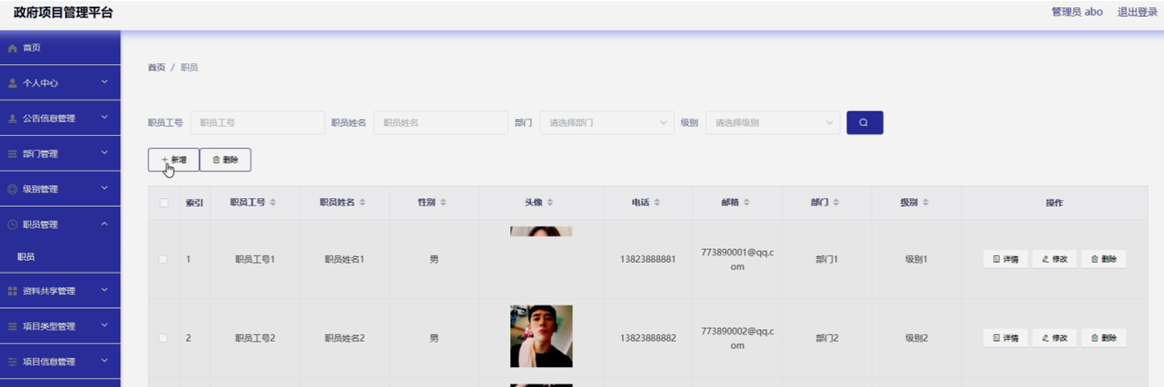 政府项目管理平台
管理员 abo 退出登录
首页
个人中心
公告信息管理
部门管理
级别管理
职员管理
职员
资料共享管理
项目类型管理
项目信息管理
首页 / 职员
职员工号 职员工号 职员姓名 职员姓名 部门 请选择部门 级别 请选择级别
新增 删除
索引 职员工号 职员姓名 性别 头像 电话 邮箱 部门 级别 操作
1 职员工号1 职员姓名1 男 13823888881 773890001@qq.c
om 部门1 级别1 详情 修改 删除
2 职员工号2 职员姓名2 男 13823888882 773890002@qq.c
om 部门2 级别2 详情 修改 删除